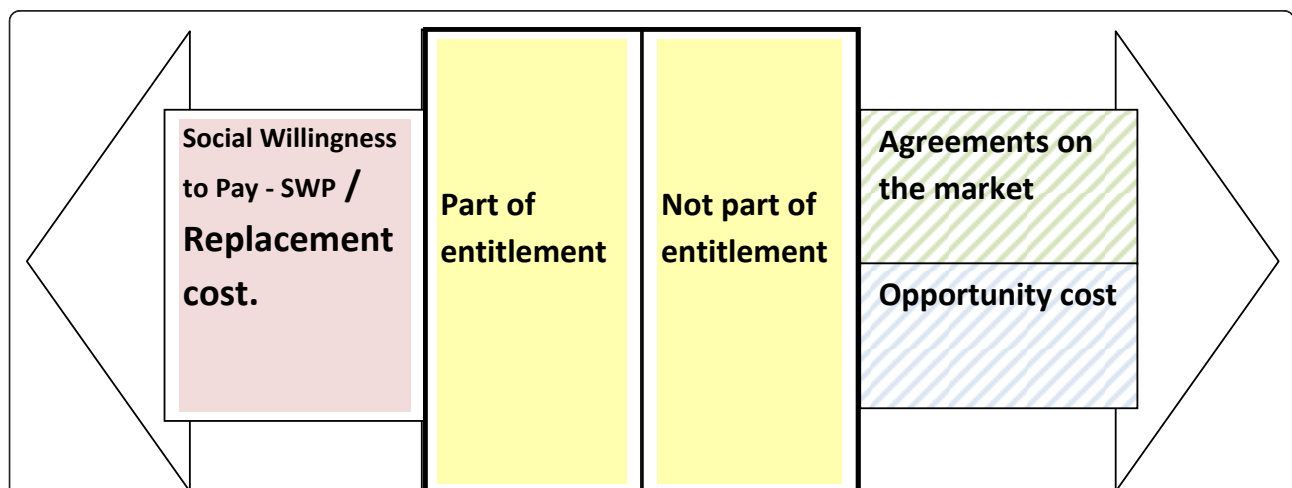 Social Willingness
to Pay - SWP /
Replacement
cost.
Part of
entitlement
Not part of
entitlement
Agreements on
the market
Opportunity cost